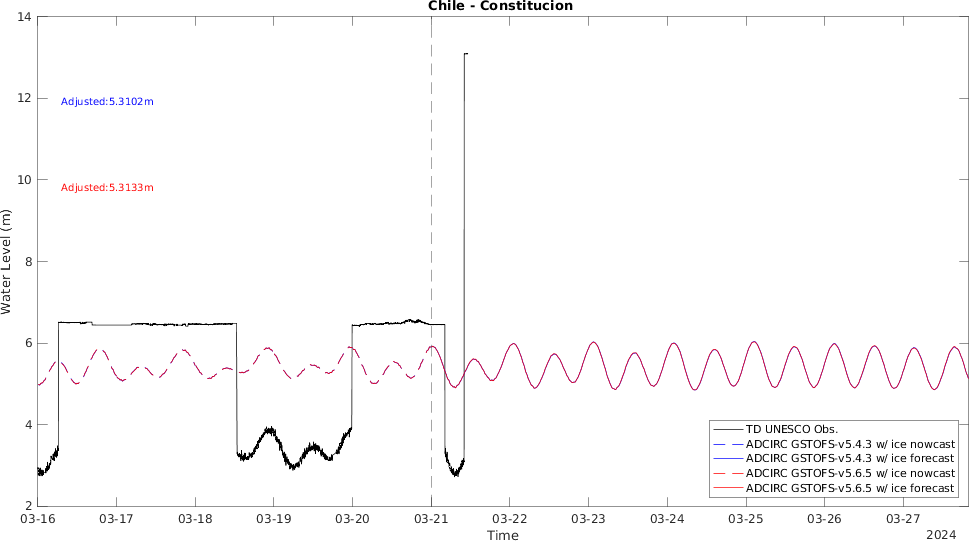 Chile - Constitucion
14
12
10
8
6
4
2
Water Level (m)
Adjusted:5.3102m
Adjusted:5.3133m
TD UNESCO Obs.
ADCIRC GSTOFS-v5.4.3 w/ ice nowcast
ADCIRC GSTOFS-v5.4.3 w/ ice forecast
ADCIRC GSTOFS-v5.6.5 w/ ice nowcast
ADCIRC GSTOFS-v5.6.5 w/ ice forecast
03-16 03-17 03-18 03-19 03-20 03-21 03-22 03-23 03-24 03-25 03-26 03-27
Time
2024